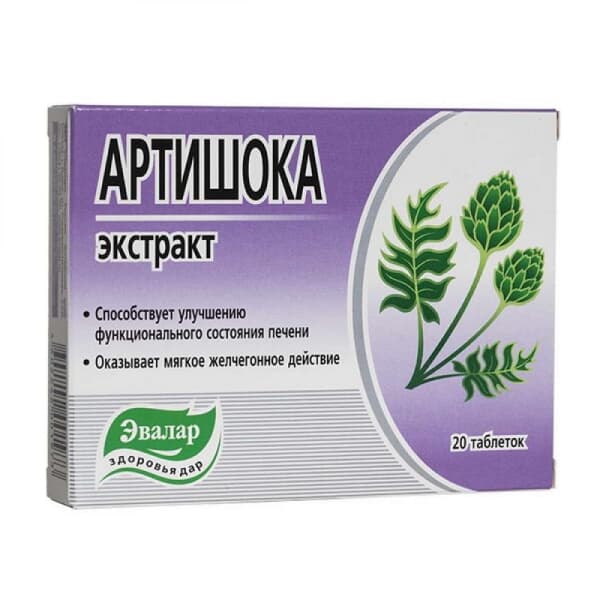 АРТИШОКА
экстракт
• Способствует улучшению
функционального состояния печени
• Оказывает мягкое желчегонное действие
Эвалар
здоровья дар
20 таблеток